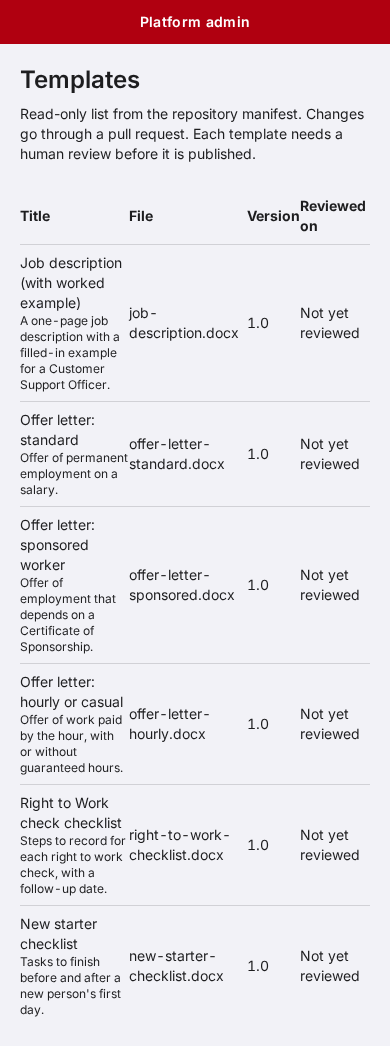 Platform admin
Templates
Read-only list from the repository manifest. Changes
go through a pull request. Each template needs a
human review before it is published.
Title File Version Reviewed on
Job description
(with worked
example)
A one-page job
description with a
filled-in example
for a Customer
Support Officer.
job-
description.docx
1.0
Not yet
reviewed
Offer letter:
standard
Offer of permanent
employment on a
salary.
offer-letter-
standard.docx
1.0
Not yet
reviewed
Offer letter:
sponsored
worker
Offer of
employment that
depends on a
Certificate of
Sponsorship.
offer-letter-
sponsored.docx
1.0
Not yet
reviewed
Offer letter:
hourly or casual
Offer of work paid
by the hour, with
or without
guaranteed hours.
offer-letter-
hourly.docx
1.0
Not yet
reviewed
Right to Work
check checklist
Steps to record for
each right to work
check, with a
follow-up date.
right-to-work-
checklist.docx
1.0
Not yet
reviewed
New starter
checklist
Tasks to finish
before and after a
new person's first
day.
new-starter-
checklist.docx
1.0
Not yet
reviewed